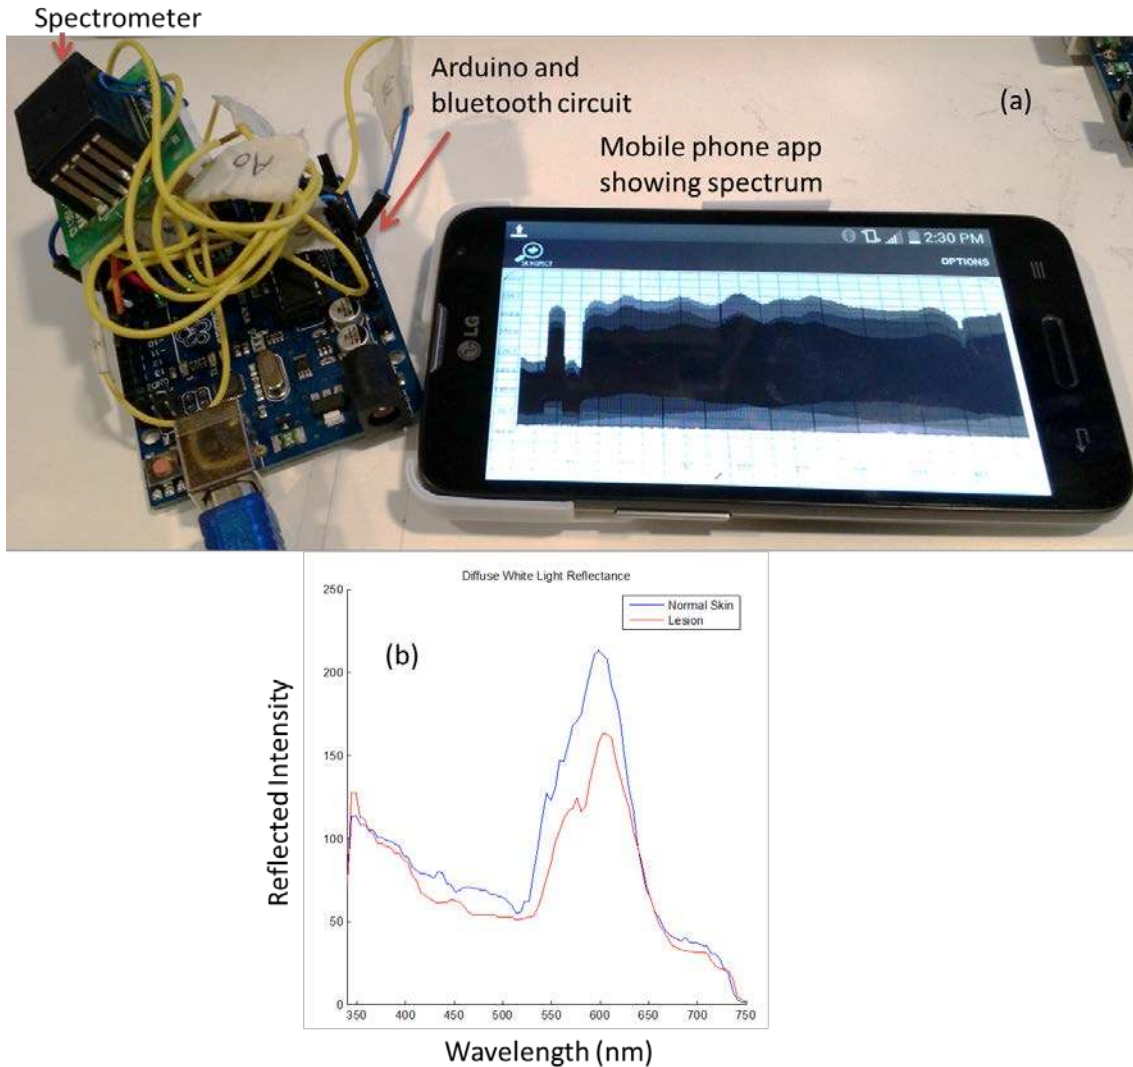 Spectrometer
Arduino and
bluetooth circuit
(a)
Mobile phone app
showing spectrum
A0
2:30 PM
OPTIONS
LG
Diffuse White Light Reflectance
250
Normal Skin
Lesion
(b)
200
150
100
50
0
Reflected Intensity
350 400 450 500 550 600 650 700 750
Wavelength (nm)